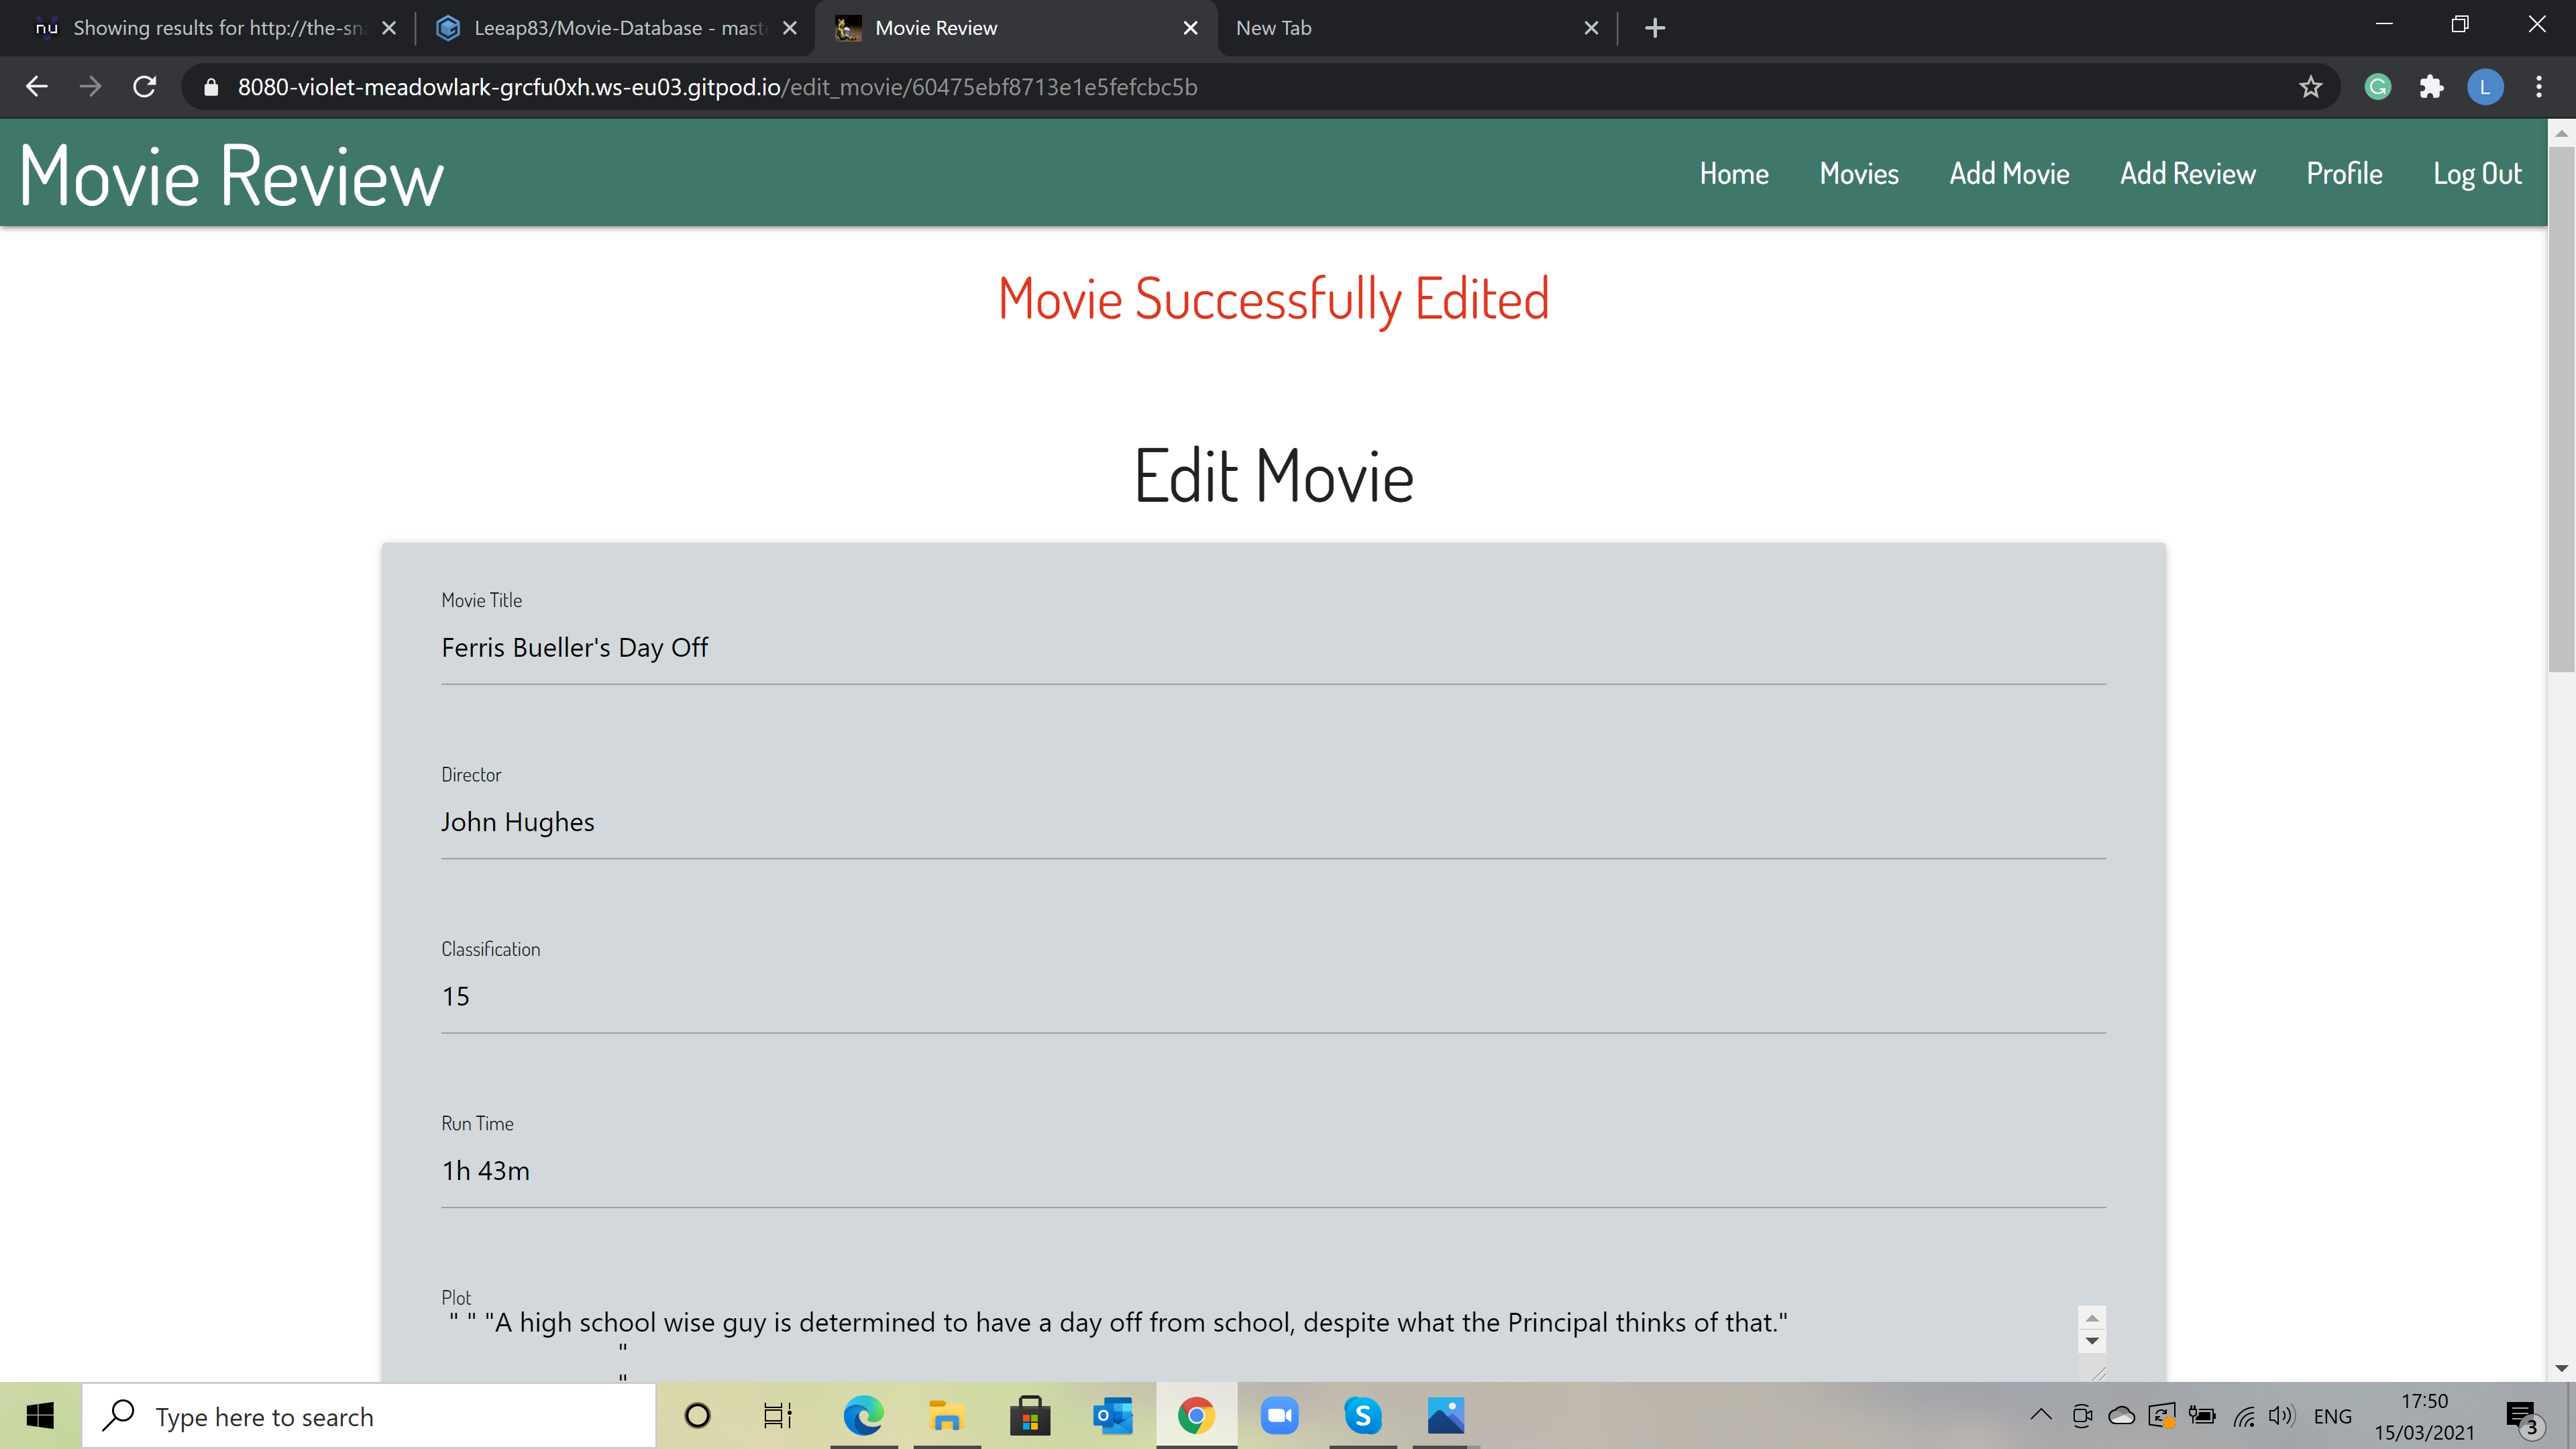 nu Showing results for http://the-sna
Leeap83/Movie-Database - mast
Movie Review
New Tab
8080-violet-meadowlark-grcfu0xh.ws-eu03.gitpod.io/edit_movie/60475ebf8713e1e5fefcbc5b
G
L
Movie Review
Home
Movies
Add Movie
Add Review
Profile
Log Out
Movie Successfully Edited
Edit Movie
Movie Title
Ferris Bueller's Day Off
Director
John Hughes
Classification
15
Run Time
1h 43m
Plot
" " "A high school wise guy is determined to have a day off from school, despite what the Principal thinks of that."
"
"
Type here to search
ENG
17:50
15/03/2021
3